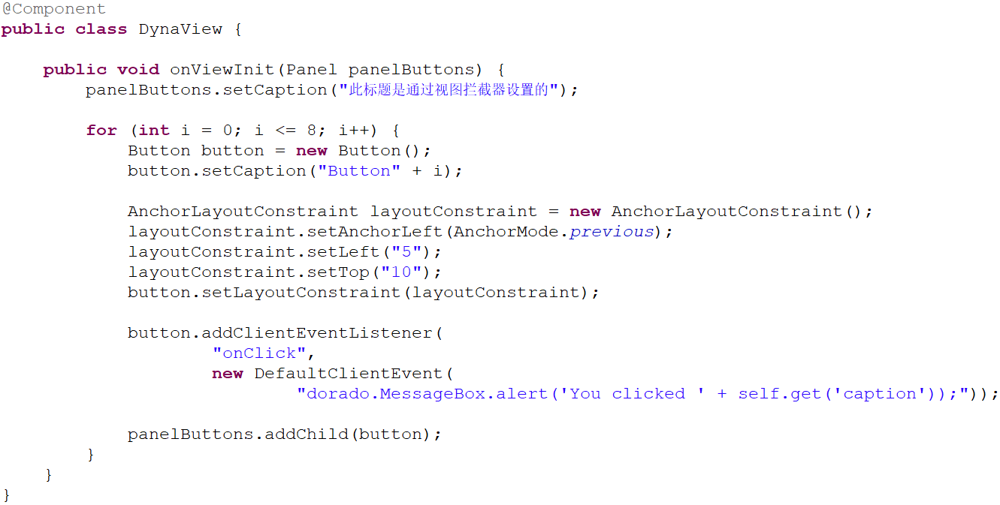 @Component
public class DynaView {
public void onViewInit(Panel panelButtons) {
panelButtons.setCaption("此标题是通过视图拦截器设置的");
for (int i = 0; i <= 8; i++) {
Button button = new Button();
button.setCaption("Button" + i);
AnchorLayoutConstraint layoutConstraint = new AnchorLayoutConstraint();
layoutConstraint.setAnchorLeft(AnchorMode.previous);
layoutConstraint.setLeft("5");
layoutConstraint.setTop("10");
button.setLayoutConstraint(layoutConstraint);
button.addClientEventListener(
"onClick",
new DefaultClientEvent(
"dorado.MessageBox.alert('You clicked ' + self.get('caption'));"));
panelButtons.addChild(button);
}
}
}